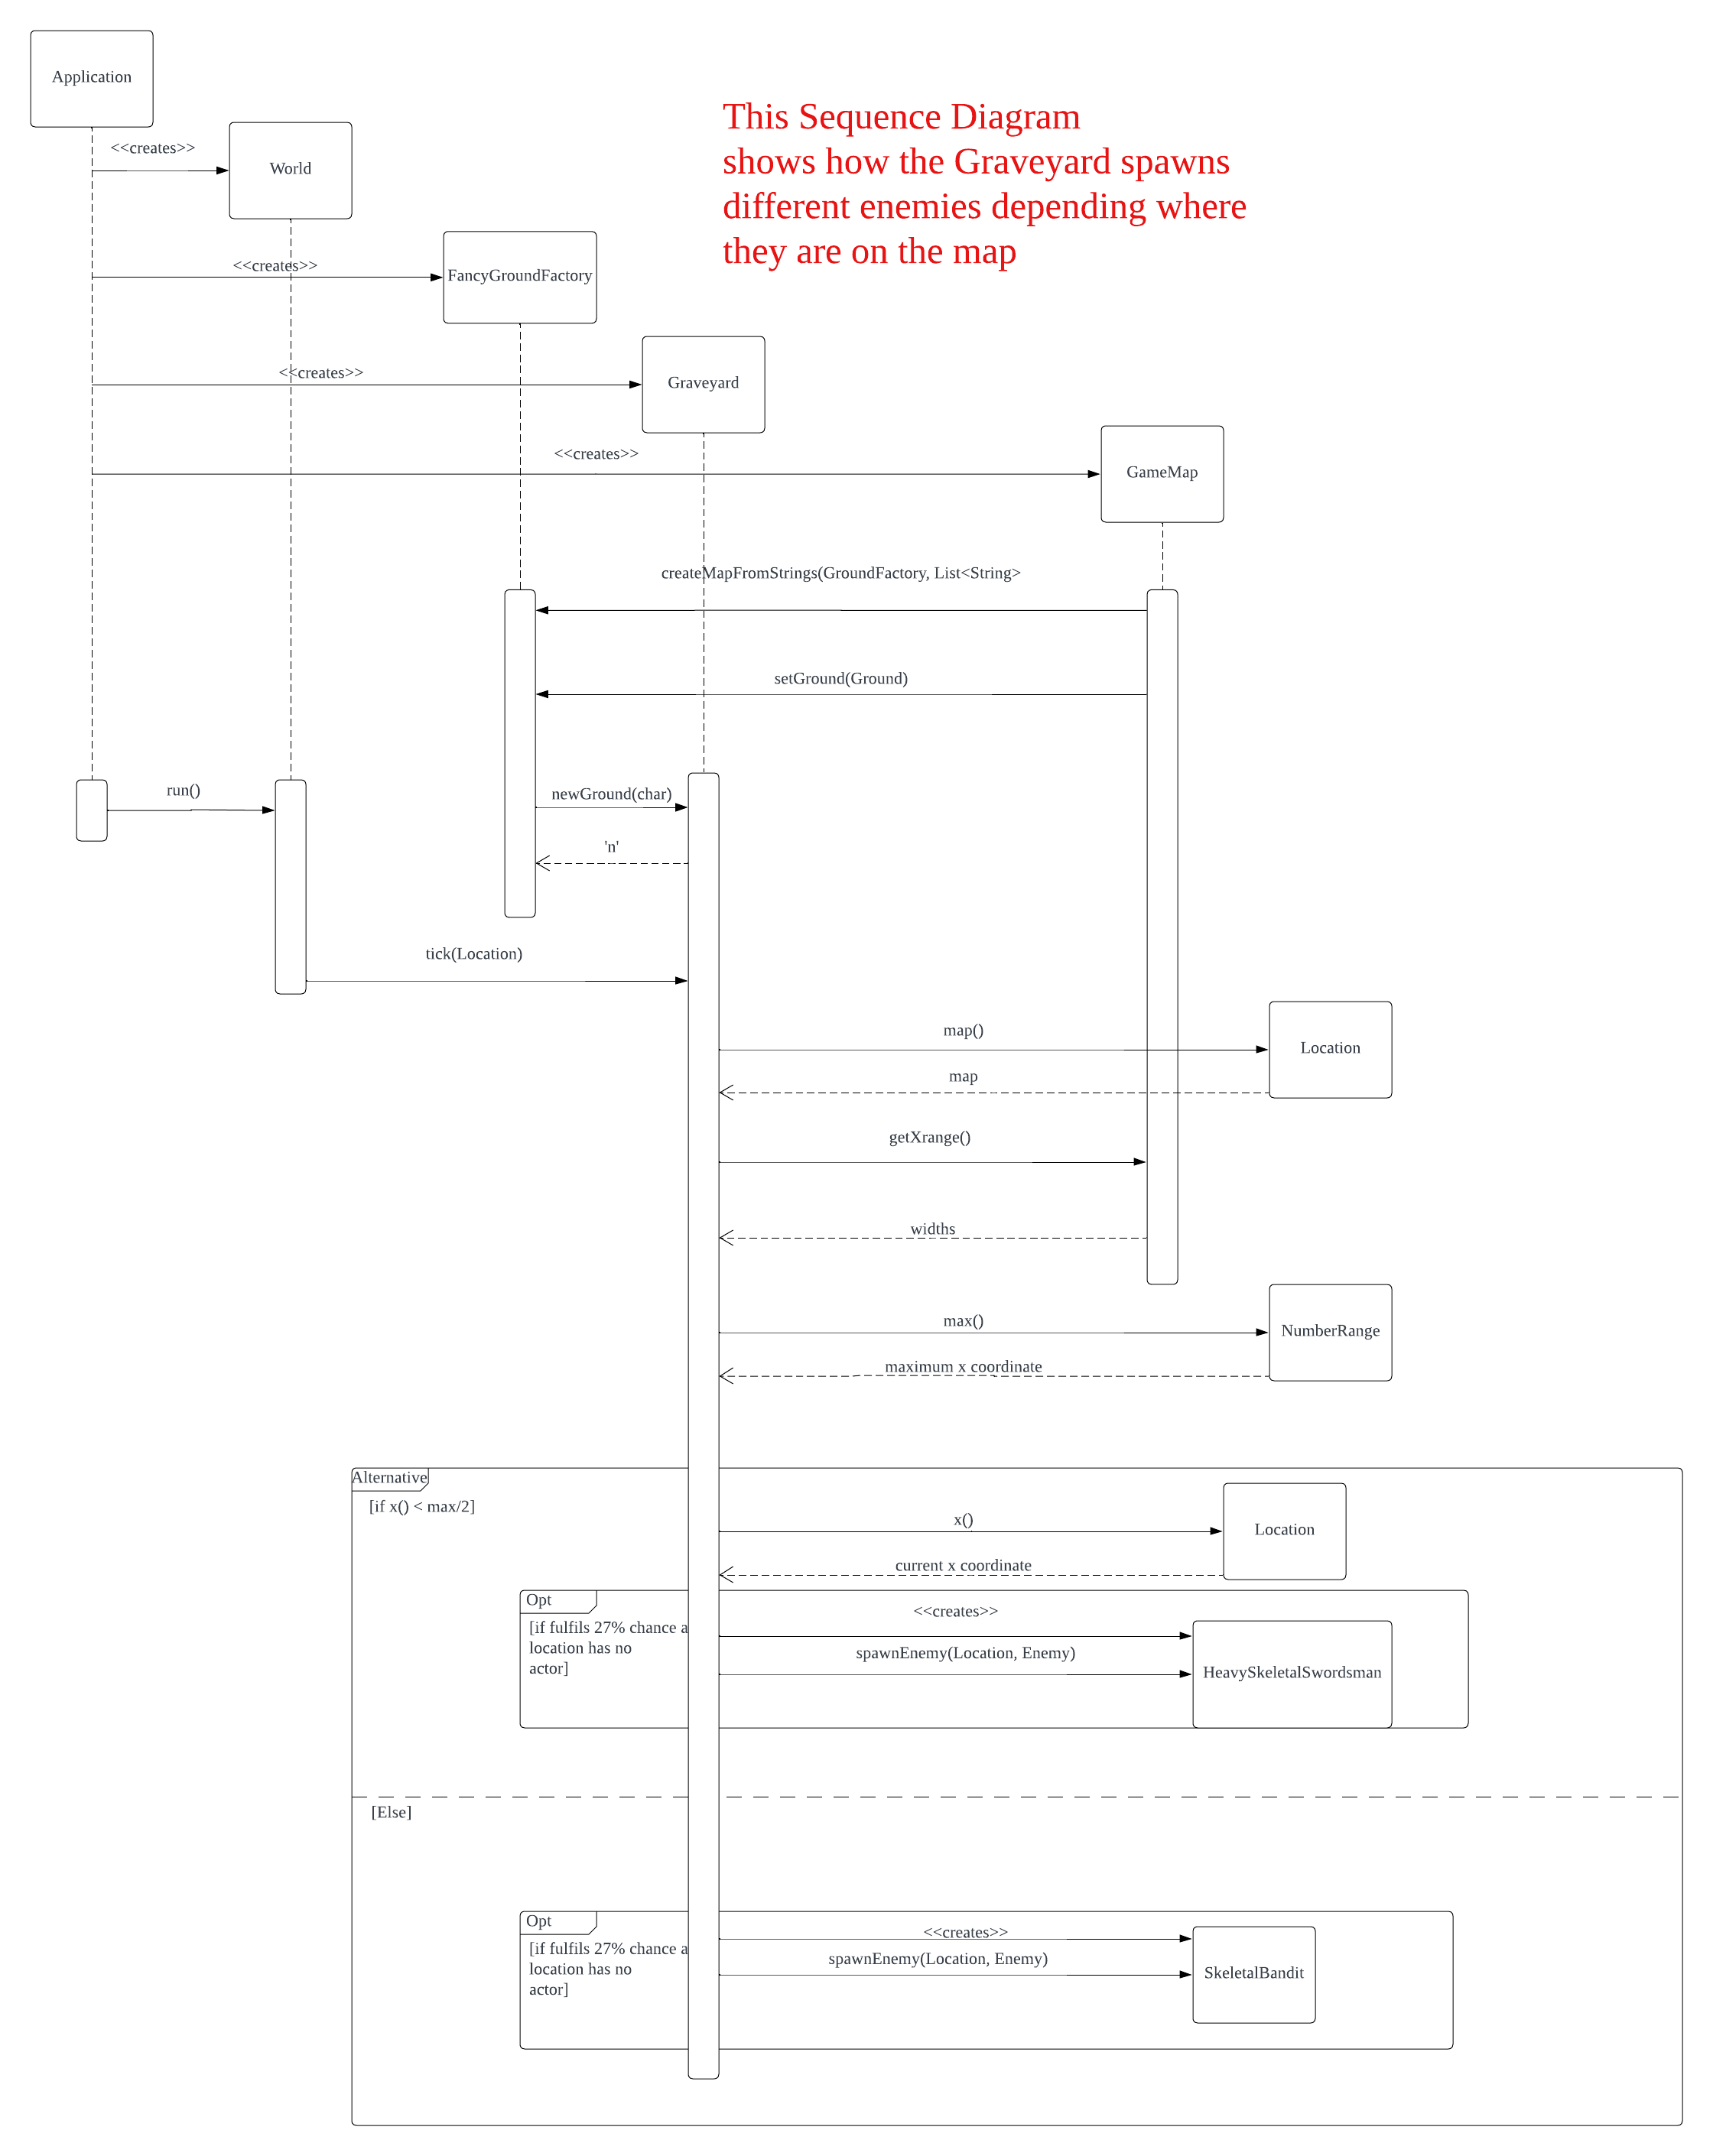 Application
<<creates>>
World
This Sequence Diagram
shows how the Graveyard spawns
different enemies depending where
they are on the map
<<creates>>
FancyGroundFactory
<<creates>>
Graveyard
<<creates>>
GameMap
createMapFromStrings(GroundFactory, List<String>
setGround(Ground)
run()
newGround(char)
'n'
tick(Location)
map()
Location
map
getXrange()
widths
max()
NumberRange
maximum x coordinate
Alternative
[if x() < max/2]
x()
Location
current x coordinate
Opt
<<creates>>
[if fulfils 27% chance a
location has no
actor]
spawnEnemy(Location, Enemy)
HeavySkeletalSwordsman
[Else]
Opt
<<creates>>
[if fulfils 27% chance a
location has no
actor]
spawnEnemy(Location, Enemy)
SkeletalBandit